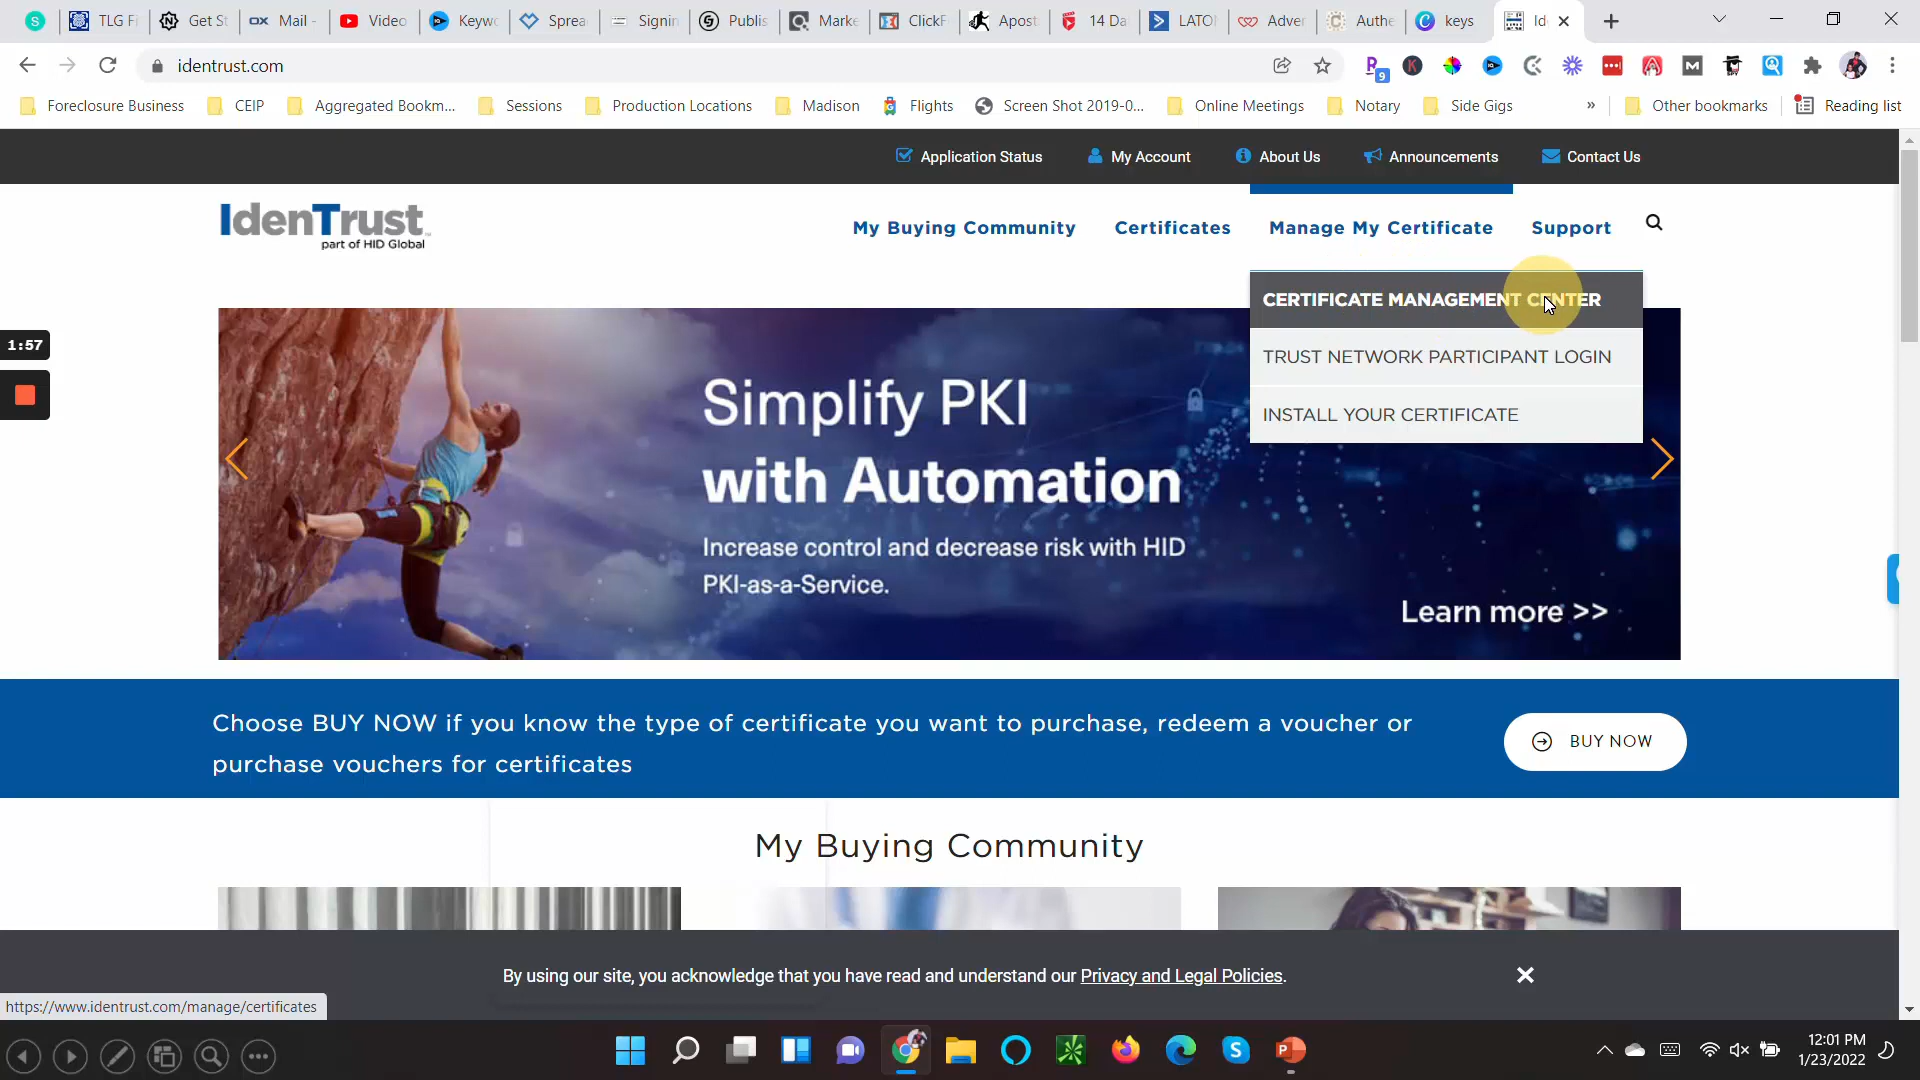 S
TLG Fi
Get St
OX Mail -
Video
Keywo
Sprea
Signin
Publis
Marke
ClickF
Apost
14 Da
LATO
Adver
Authe
keys
Id
identrust.com
9
Foreclosure Business
CEIP
Aggregated Bookm...
Sessions
Production Locations
Madison
Flights
Screen Shot 2019-0...
Online Meetings
Notary
Side Gigs
»
Other bookmarks
Reading list
Application Status
My Account
About Us
Announcements
Contact Us
IdenTrust
part of HID Global
My Buying Community
Certificates
Manage My Certificate
Support
CERTIFICATE MANAGEMENT CENTER
TRUST NETWORK PARTICIPANT LOGIN
INSTALL YOUR CERTIFICATE
1:57
Simplify PKI
with Automation
Increase control and decrease risk with HID
PKI-as-a-Service.
Learn more >>
Choose BUY NOW if you know the type of certificate you want to purchase, redeem a voucher or
purchase vouchers for certificates
BUY NOW
My Buying Community
By using our site, you acknowledge that you have read and understand our Privacy and Legal Policies.
https://www.identrust.com/manage/certificates
12:01 PM
1/23/2022